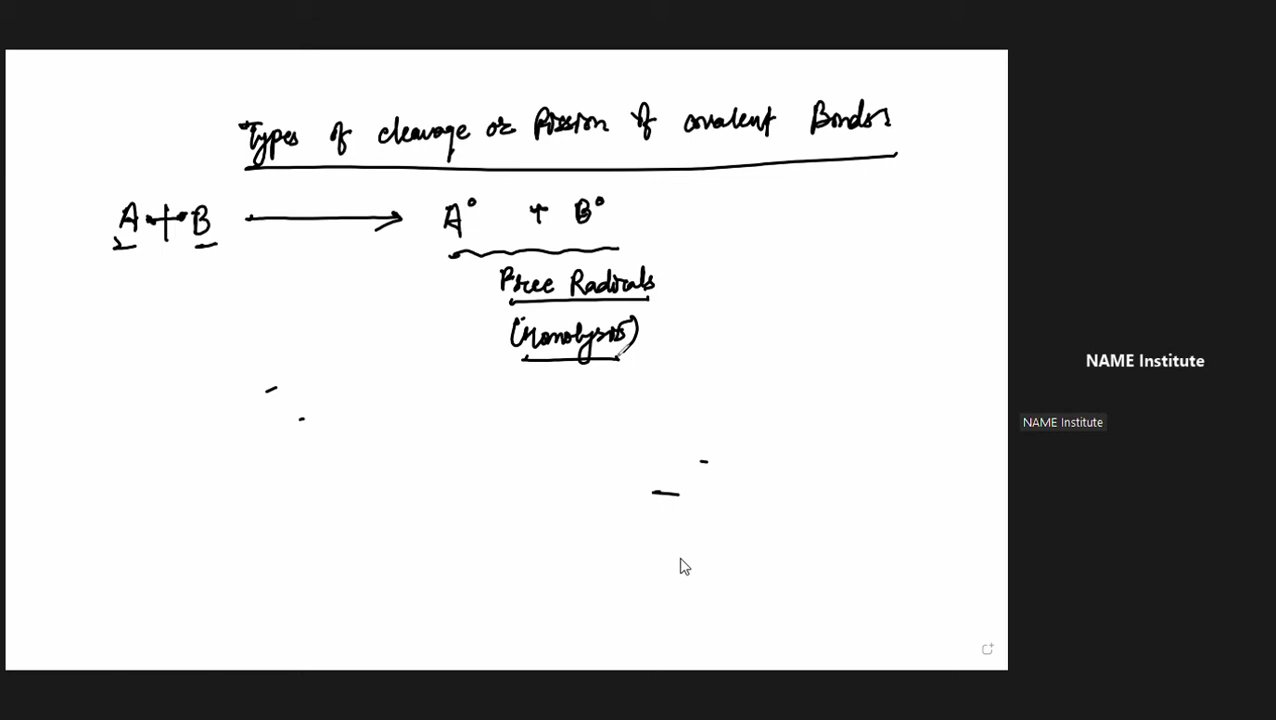 Types of cleavage or Fission of covalent Bonds
A + B → A° + B°
Free Radicals
(Homolysis)
NAME Institute
NAME Institute